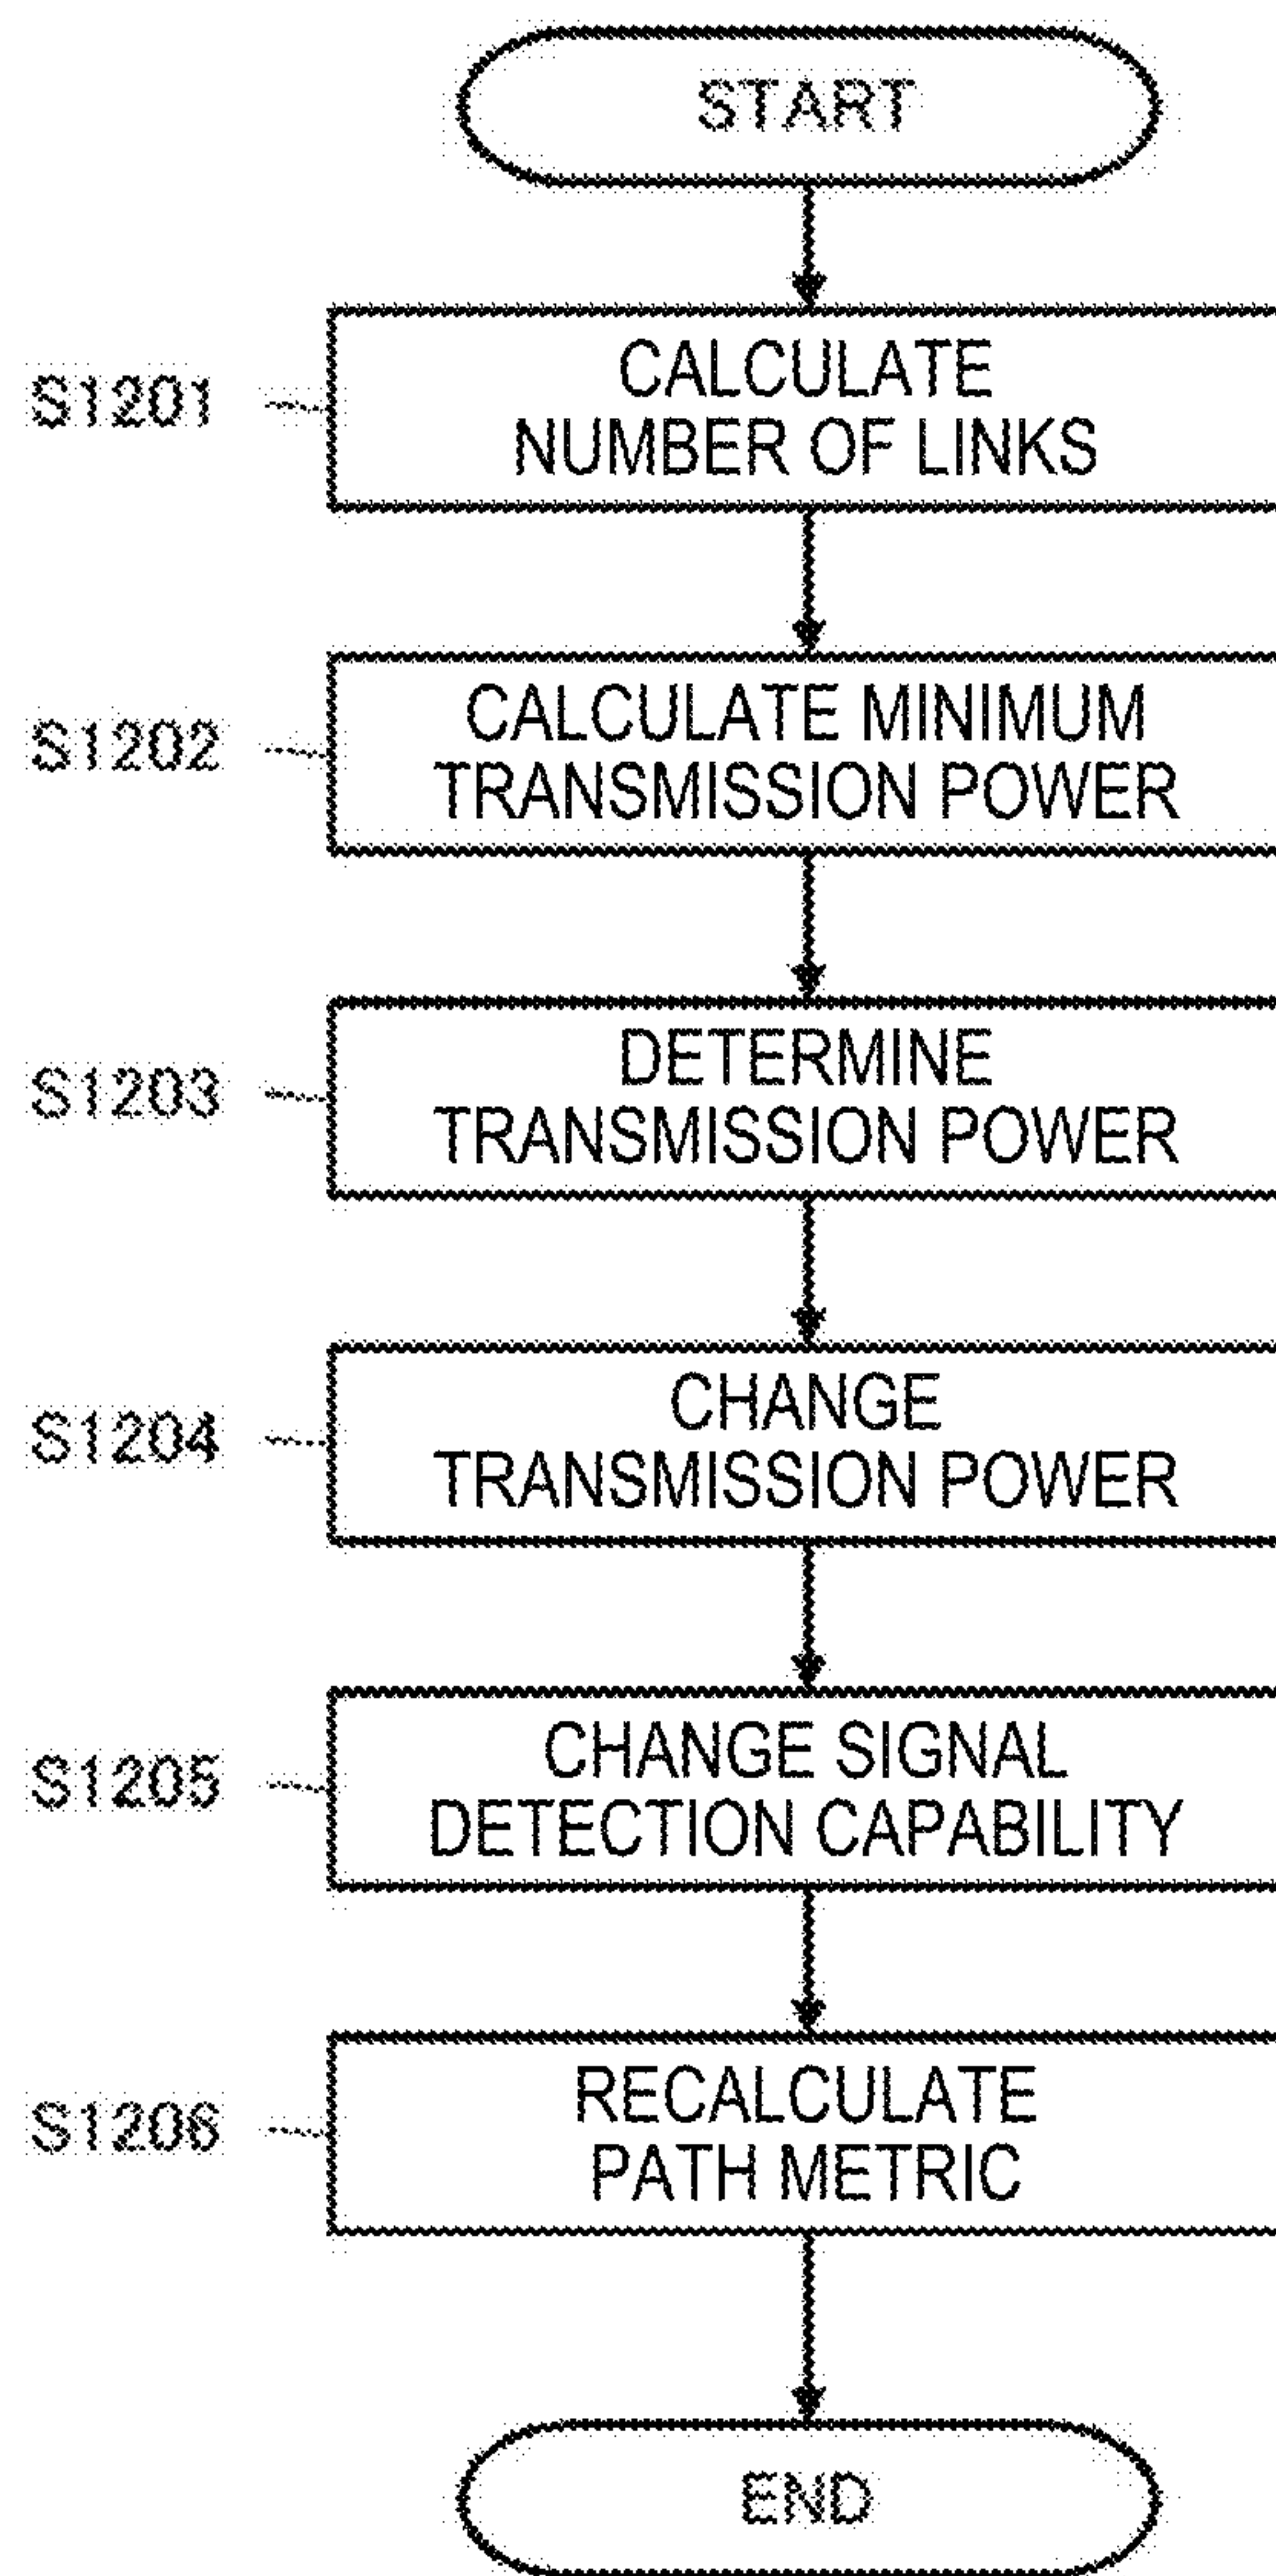 START
S1201
CALCULATE
NUMBER OF LINKS
S1202
CALCULATE MINIMUM
TRANSMISSION POWER
S1203
DETERMINE
TRANSMISSION POWER
S1204
CHANGE
TRANSMISSION POWER
S1205
CHANGE SIGNAL
DETECTION CAPABILITY
S1206
RECALCULATE
PATH METRIC
END